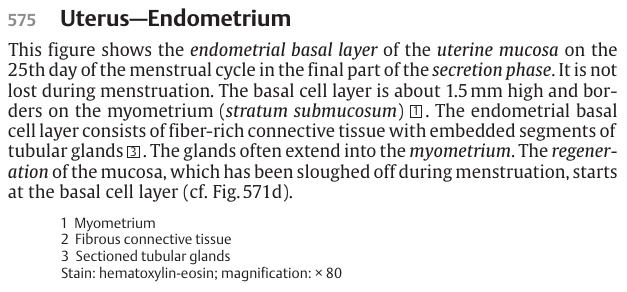 575 Uterus—Endometrium
This figure shows the endometrial basal layer of the uterine mucosa on the
25th day of the menstrual cycle in the final part of the secretion phase. It is not
lost during menstruation. The basal cell layer is about 1.5 mm high and bor-
ders on the myometrium (stratum submucosum) 1. The endometrial basal
cell layer consists of fiber-rich connective tissue with embedded segments of
tubular glands 3. The glands often extend into the myometrium. The regener-
ation of the mucosa, which has been sloughed off during menstruation, starts
at the basal cell layer (cf. Fig. 571d).
1 Myometrium
2 Fibrous connective tissue
3 Sectioned tubular glands
Stain: hematoxylin-eosin; magnification: × 80